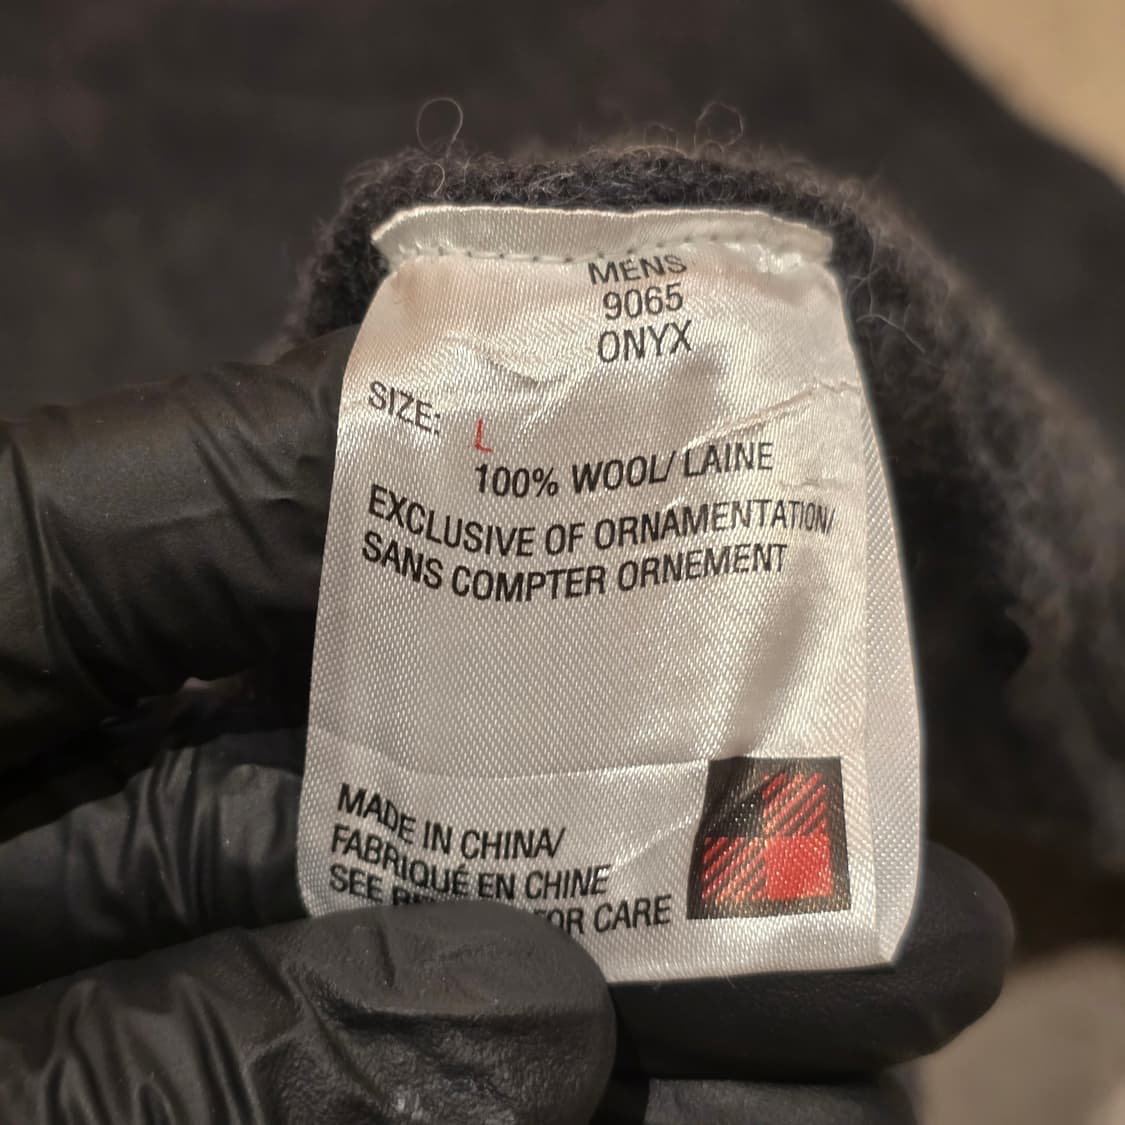 MENS
9065
ONYX
SIZE: L
100% WOOL/ LAINE
EXCLUSIVE OF ORNAMENTATION/
SANS COMPTER ORNEMENT
MADE IN CHINA/
FABRIQUÉ EN CHINE
SEE FOR CARE